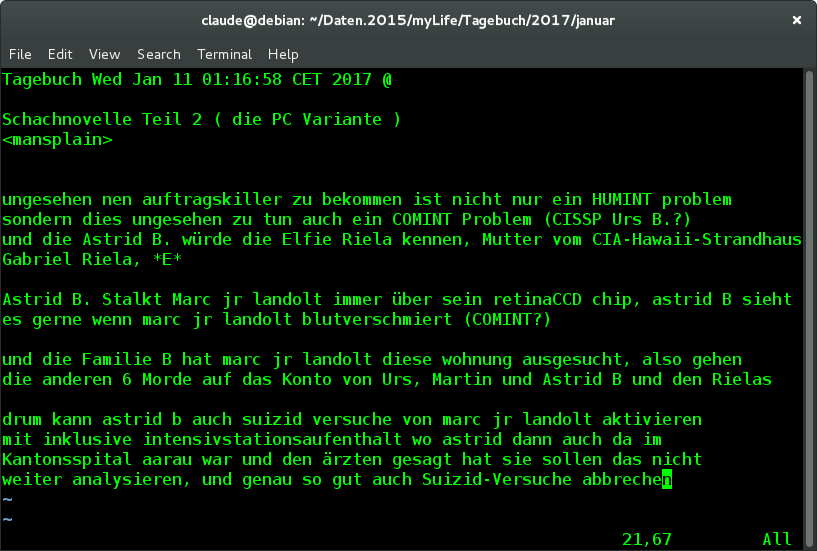 claude@debian: ~/Daten.2015/myLife/Tagebuch/2017/januar ×
File Edit View Search Terminal Help
Tagebuch Wed Jan 11 01:16:58 CET 2017 @
Schachnovelle Teil 2 ( die PC Variante )
<mansplain>
ungesehen nen auftragskiller zu bekommen ist nicht nur ein HUMINT problem
sondern dies ungesehen zu tun auch ein COMINT Problem (CISSP Urs B.?)
und die Astrid B. würde die Elfie Riela kennen, Mutter vom CIA-Hawaii-Strandhaus
Gabriel Riela, *E*
Astrid B. Stalkt Marc jr landolt immer über sein retinaCCD chip, astrid B sieht
es gerne wenn marc jr landolt blutverschmiert (COMINT?)
und die Familie B hat marc jr landolt diese wohnung ausgesucht, also gehen
die anderen 6 Morde auf das Konto von Urs, Martin und Astrid B und den Rielas
drum kann astrid b auch suizid versuche von marc jr landolt aktivieren
mit inklusive intensivstationsaufenthalt wo astrid dann auch da im
Kantonsspital aarau war und den ärzten gesagt hat sie sollen das nicht
weiter analysieren, und genau so gut auch Suizid-Versuche abbrechen
~
~
21,67 All